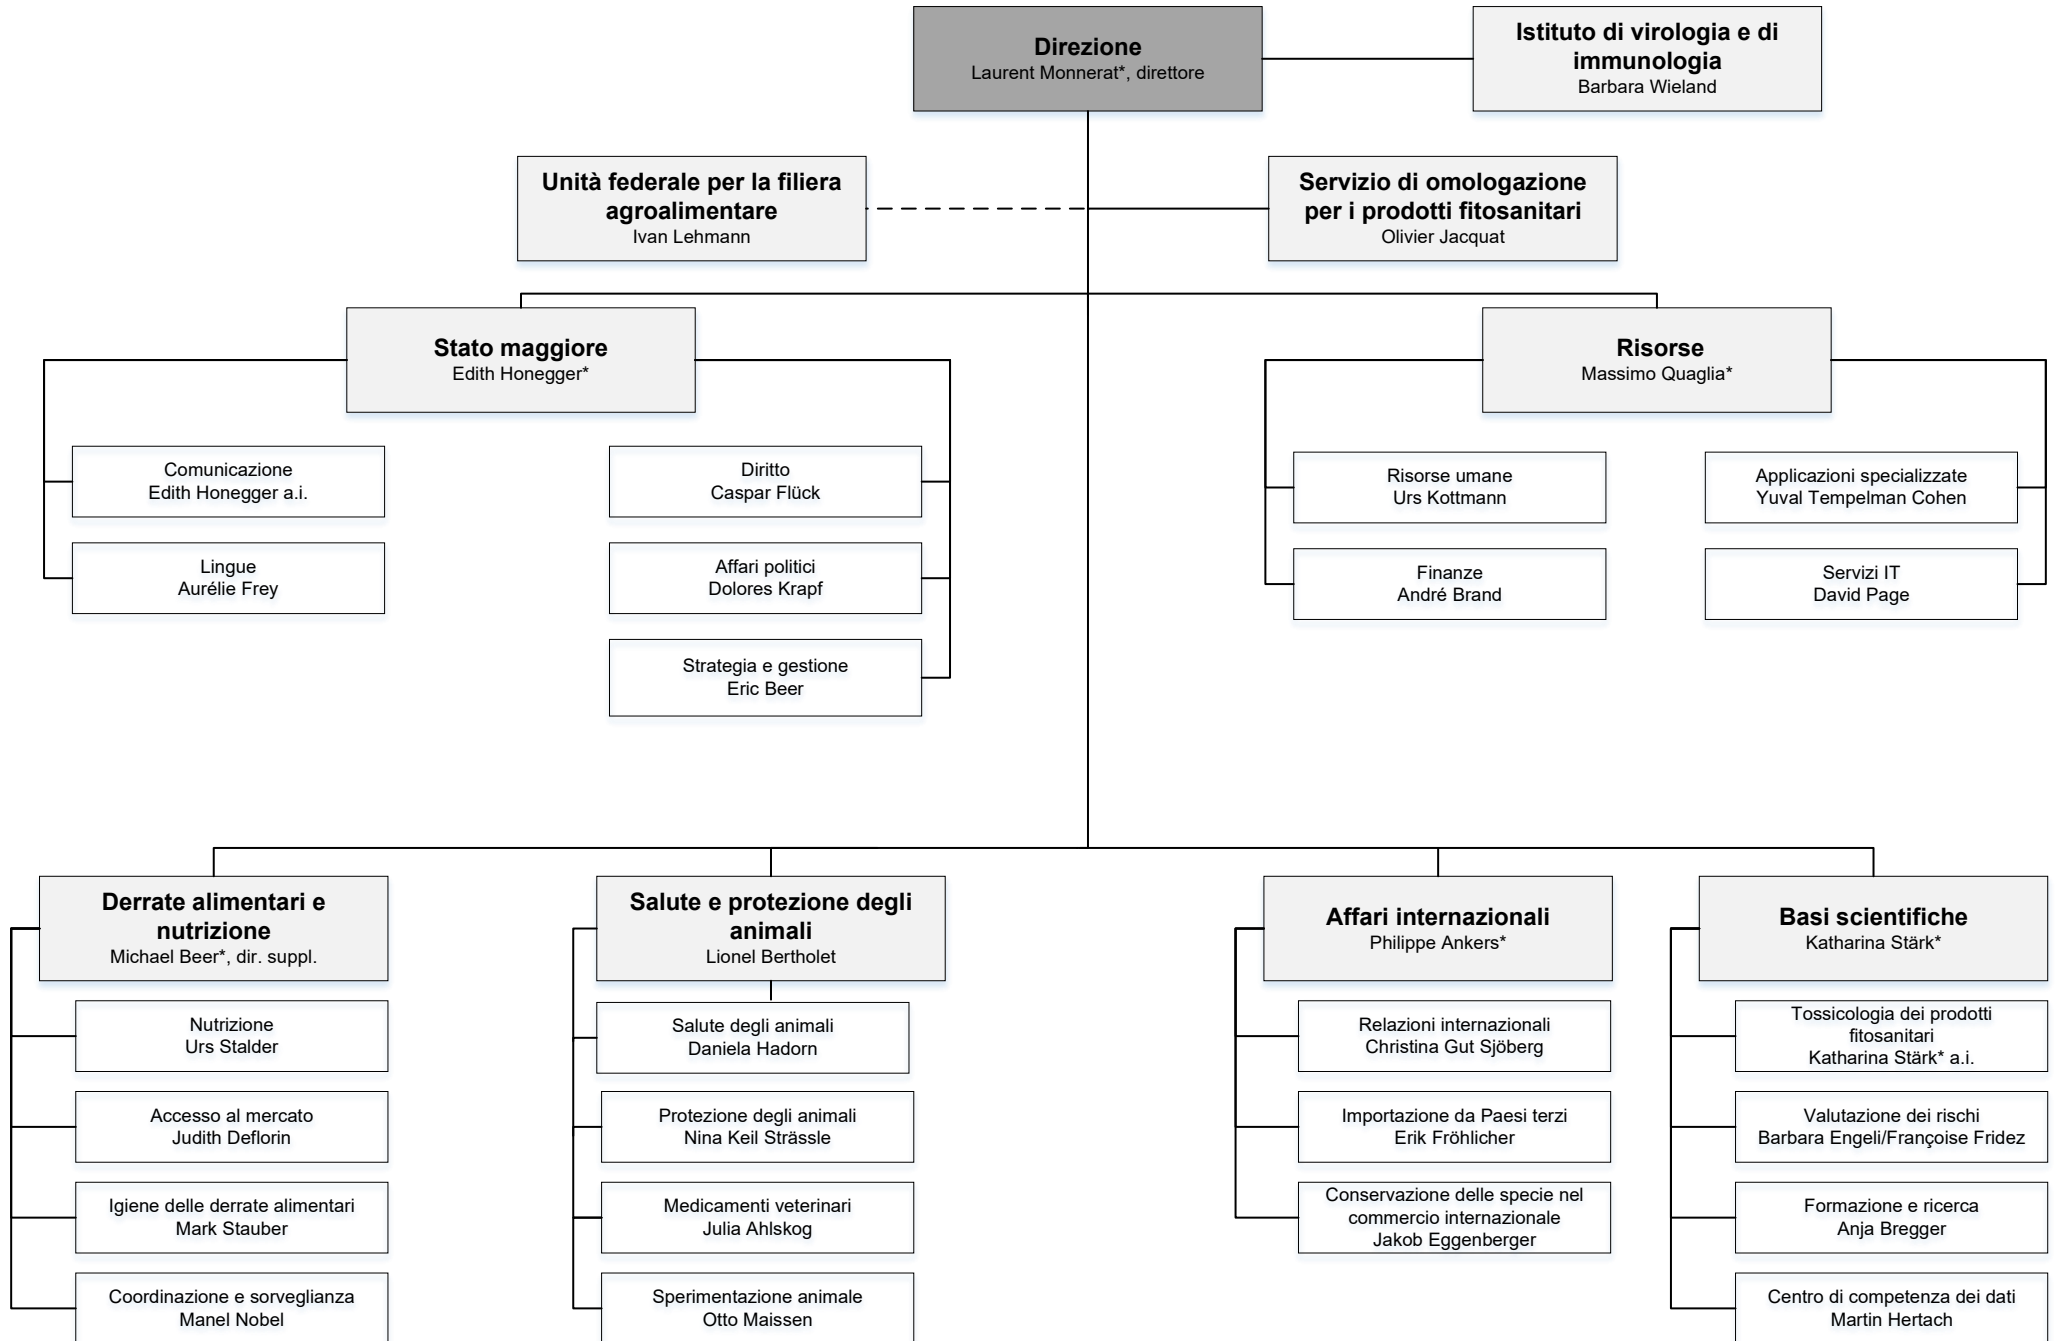 Direzione
Laurent Monnerat*, direttore
Istituto di virologia e di
immunologia
Barbara Wieland
Unità federale per la filiera
agroalimentare
Ivan Lehmann
Servizio di omologazione
per i prodotti fitosanitari
Olivier Jacquat
Stato maggiore
Edith Honegger*
Risorse
Massimo Quaglia*
Comunicazione
Edith Honegger a.i.
Diritto
Caspar Flück
Risorse umane
Urs Kottmann
Applicazioni specializzate
Yuval Tempelman Cohen
Lingue
Aurélie Frey
Affari politici
Dolores Krapf
Finanze
André Brand
Servizi IT
David Page
Strategia e gestione
Eric Beer
Derrate alimentari e
nutrizione
Michael Beer*, dir. suppl.
Nutrizione
Urs Stalder
Accesso al mercato
Judith Deflorin
Igiene delle derrate alimentari
Mark Stauber
Coordinazione e sorveglianza
Manel Nobel
Salute e protezione degli
animali
Lionel Bertholet
Salute degli animali
Daniela Hadorn
Protezione degli animali
Nina Keil Strässle
Medicamenti veterinari
Julia Ahlskog
Sperimentazione animale
Otto Maissen
Affari internazionali
Philippe Ankers*
Relazioni internazionali
Christina Gut Sjöberg
Importazione da Paesi terzi
Erik Fröhlicher
Conservazione delle specie nel
commercio internazionale
Jakob Eggenberger
Basi scientifiche
Katharina Stärk*
Tossicologia dei prodotti
fitosanitari
Katharina Stärk* a.i.
Valutazione dei rischi
Barbara Engeli/Françoise Fridez
Formazione e ricerca
Anja Bregger
Centro di competenza dei dati
Martin Hertach